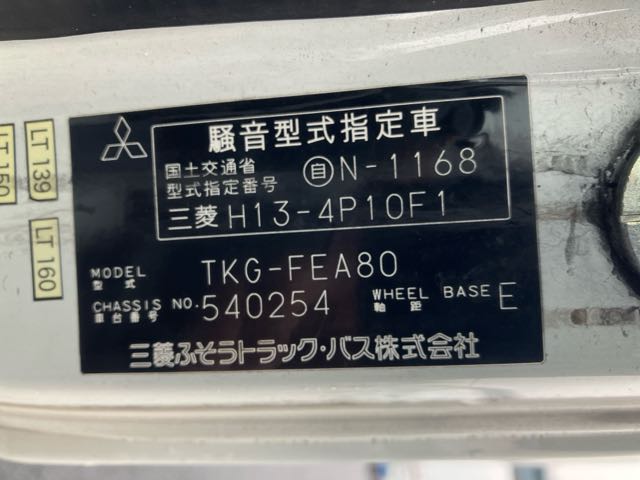 騒音型式指定車
国土交通省
型式指定番号
自 N-1168
三菱 H13-4P10F1
MODEL TKG-FEA80
型式
CHASSIS NO. 540254 WHEEL BASE E
車台番号 軸距
三菱ふそうトラック・バス株式会社
LT 150
LT 139
LT 160